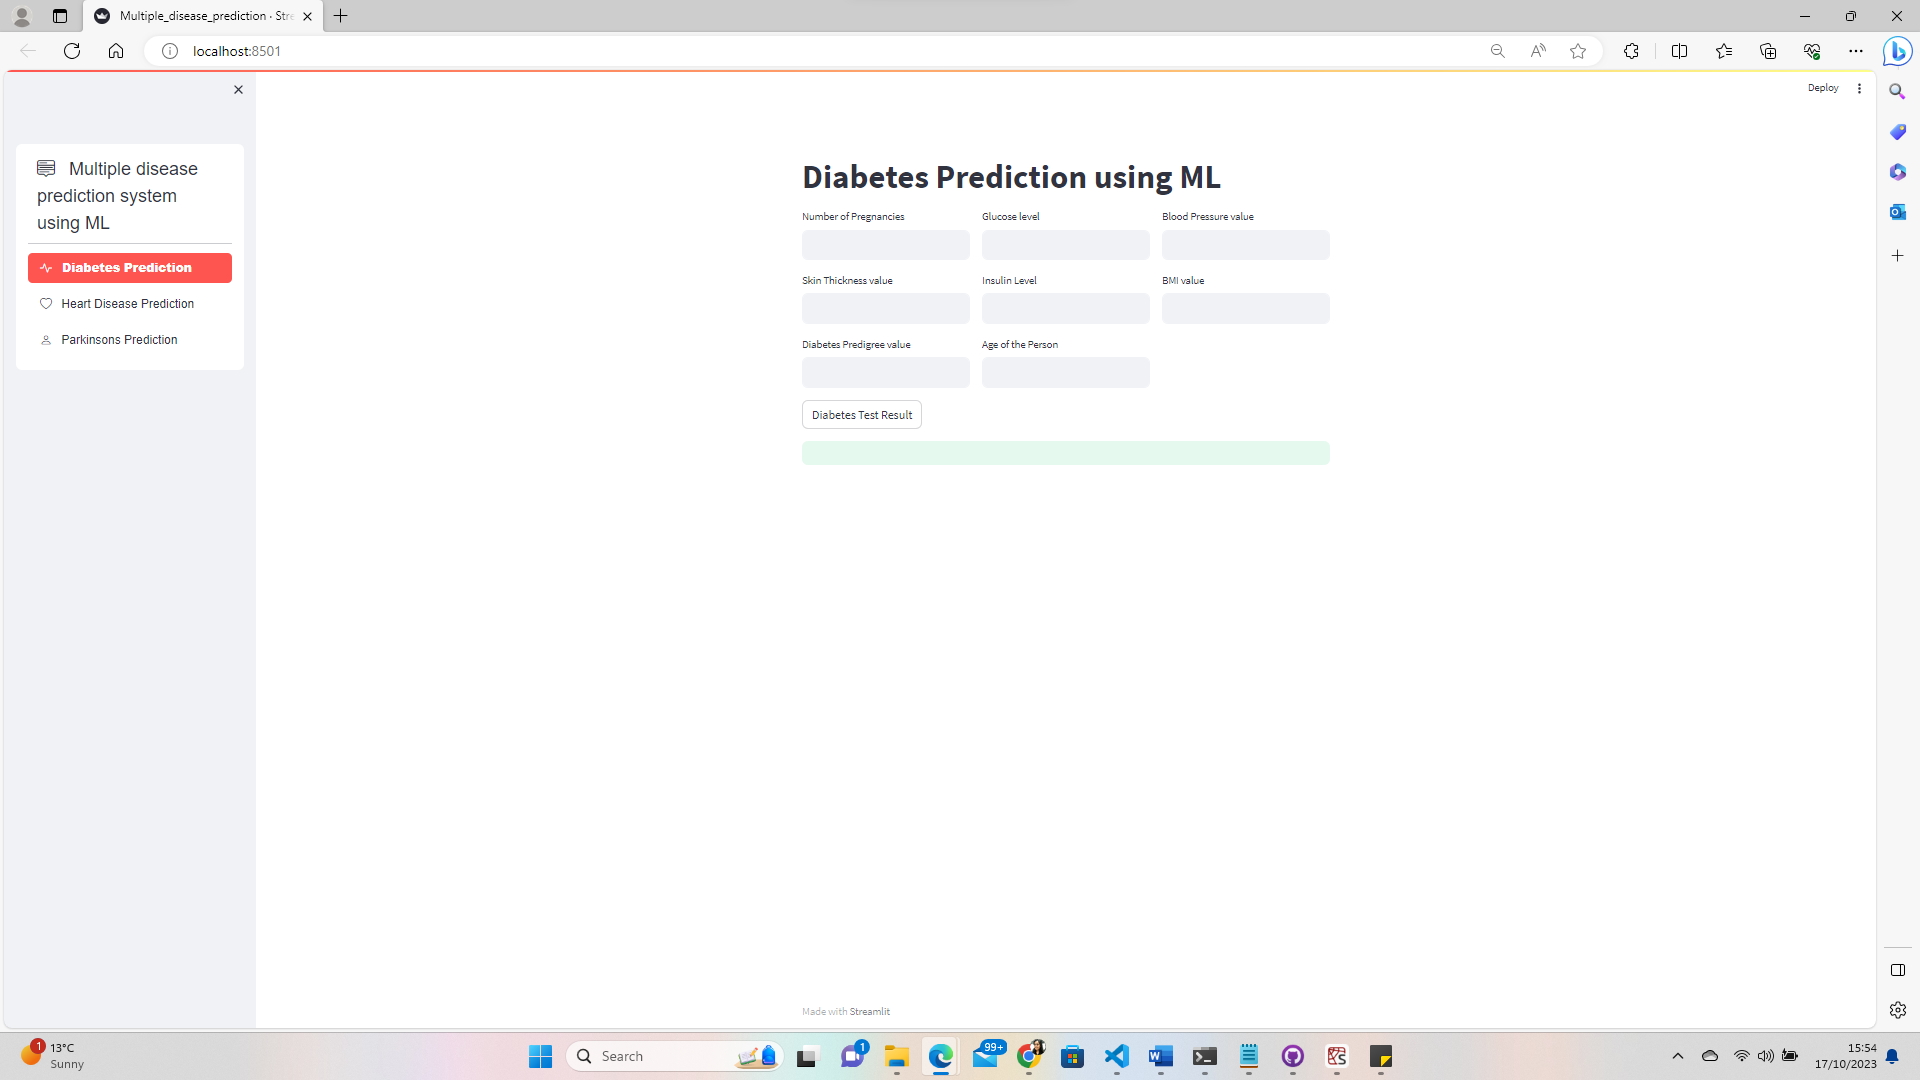 Multiple_disease_prediction · Stre
localhost:8501
Deploy
Multiple disease
prediction system
using ML
Diabetes Prediction
Heart Disease Prediction
Parkinsons Prediction
Diabetes Prediction using ML
Number of Pregnancies
Glucose level
Blood Pressure value
Skin Thickness value
Insulin Level
BMI value
Diabetes Predigree value
Age of the Person
Diabetes Test Result
Made with Streamlit
1
13°C
Sunny
Search
1
99+
15:54
17/10/2023